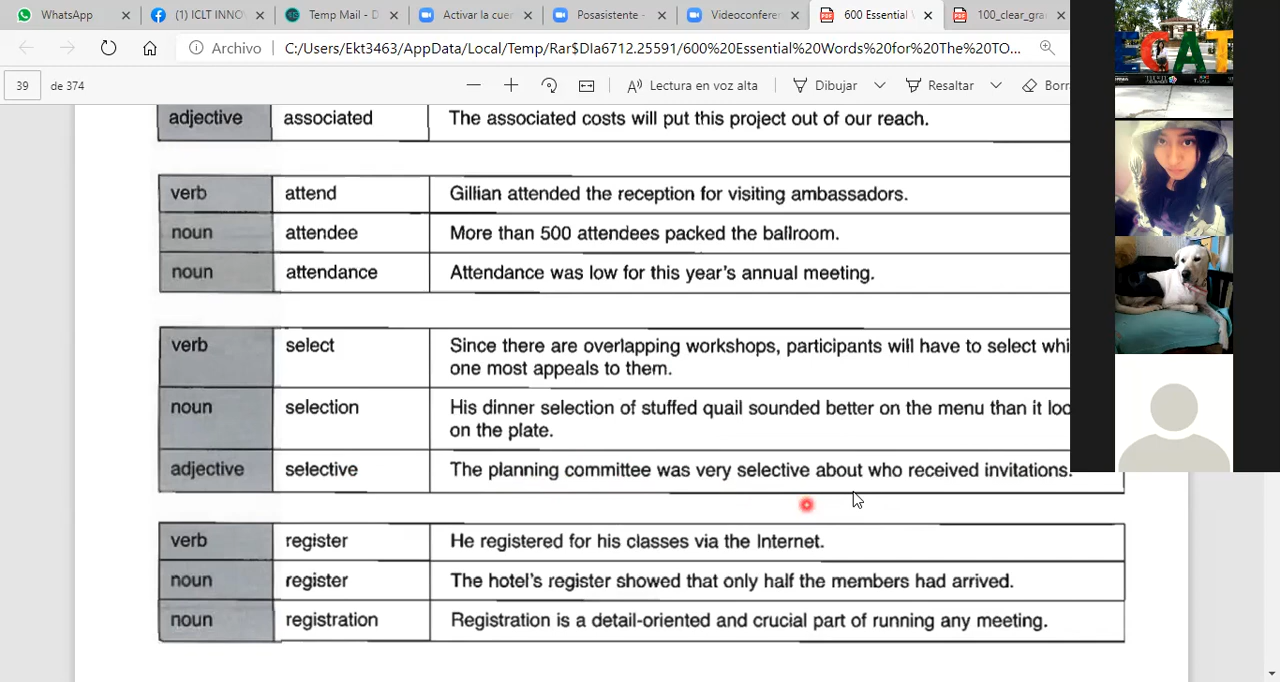 WhatsApp
(1) ICLT INNO
Temp Mail - D
Activar la cuer
Posasistente -
Videoconferer
600 Essential
100_clear_gra
Archivo
C:/Users/Ekt3463/AppData/Local/Temp/Rar$DIa6712.25591/600%20Essential%20Words%20for%20The%20TO...
39 de 374
Lectura en voz alta
Dibujar
Resaltar
Borra
adjective associated The associated costs will put this project out of our reach.
verb attend Gillian attended the reception for visiting ambassadors.
noun attendee More than 500 attendees packed the ballroom.
noun attendance Attendance was low for this year's annual meeting.
verb select Since there are overlapping workshops, participants will have to select whi
one most appeals to them.
noun selection His dinner selection of stuffed quail sounded better on the menu than it loo
on the plate.
adjective selective The planning committee was very selective about who received invitations.
verb register He registered for his classes via the Internet.
noun register The hotel's register showed that only half the members had arrived.
noun registration Registration is a detail-oriented and crucial part of running any meeting.
ECAT